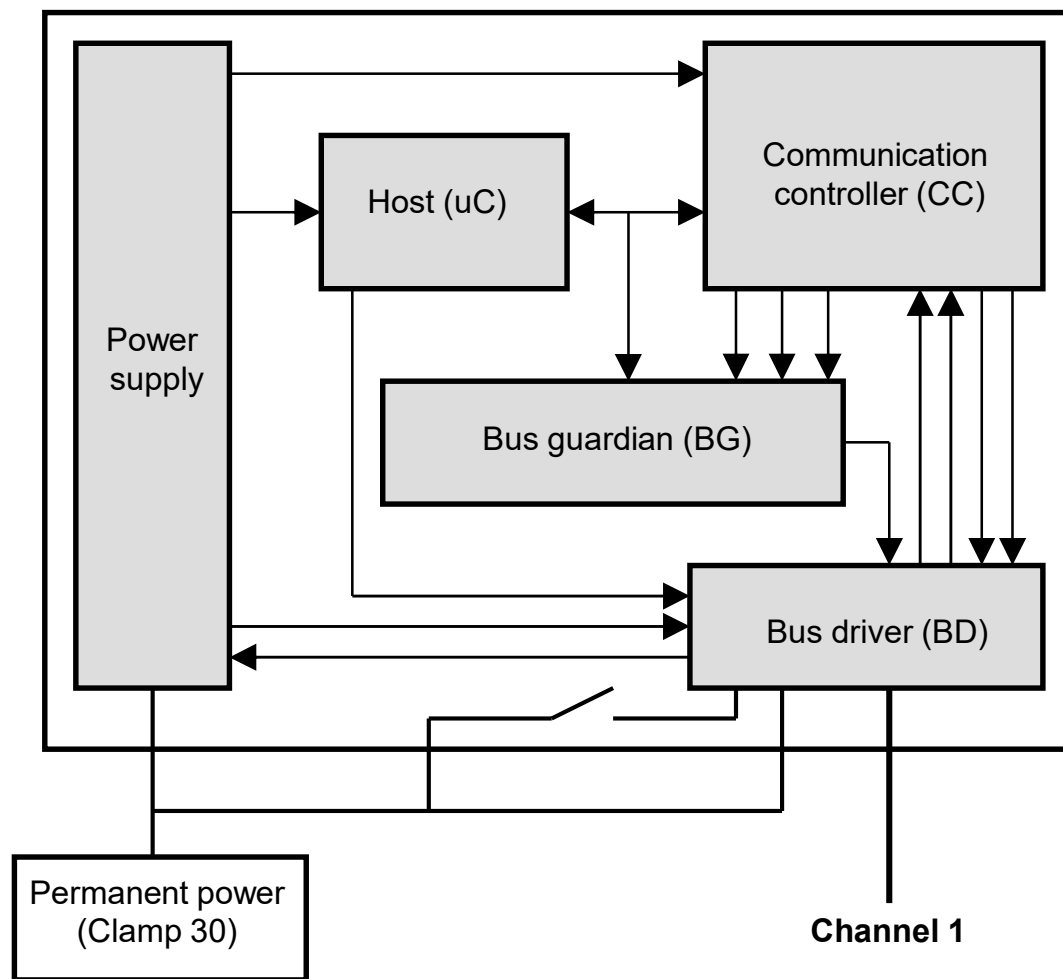 Communication
controller (CC)
Host (uC)
Power
supply
Bus guardian (BG)
Bus driver (BD)
Permanent power
(Clamp 30)
Channel 1